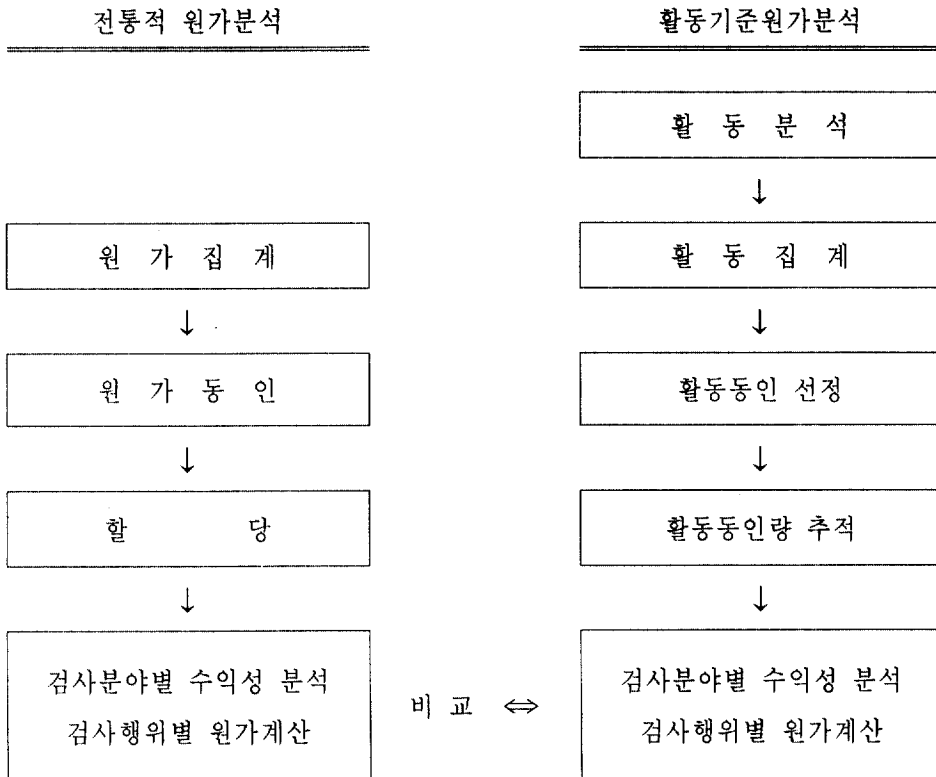 전통적 원가분석
활동기준원가분석
활 동 분 석
↓
원 가 집 계
활 동 집 계
↓
↓
원 가 동 인
활동동인 선정
↓
↓
할 당
활동동인량 추적
↓
↓
검사분야별 수익성 분석
검사행위별 원가계산
비 교 ⇔
검사분야별 수익성 분석
검사행위별 원가계산